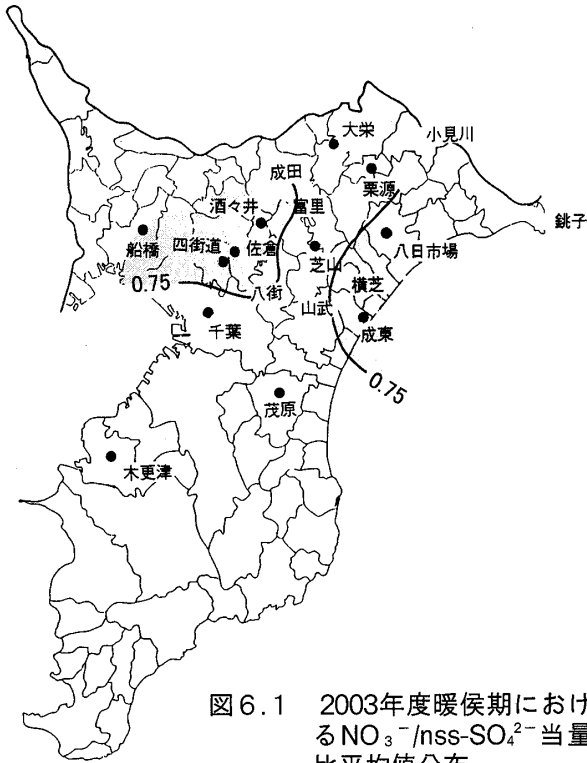 大栄
小見川
成田
栗源
酒々井
富里
銚子
船橋
四街道
佐倉
芝山
八日市場
0.75
八街
横芝
山武
千葉
成東
0.75
茂原
木更津
図6.1 2003年度暖侯期におけ
るNO₃⁻/nss-SO₄²⁻当量
比平均値分布